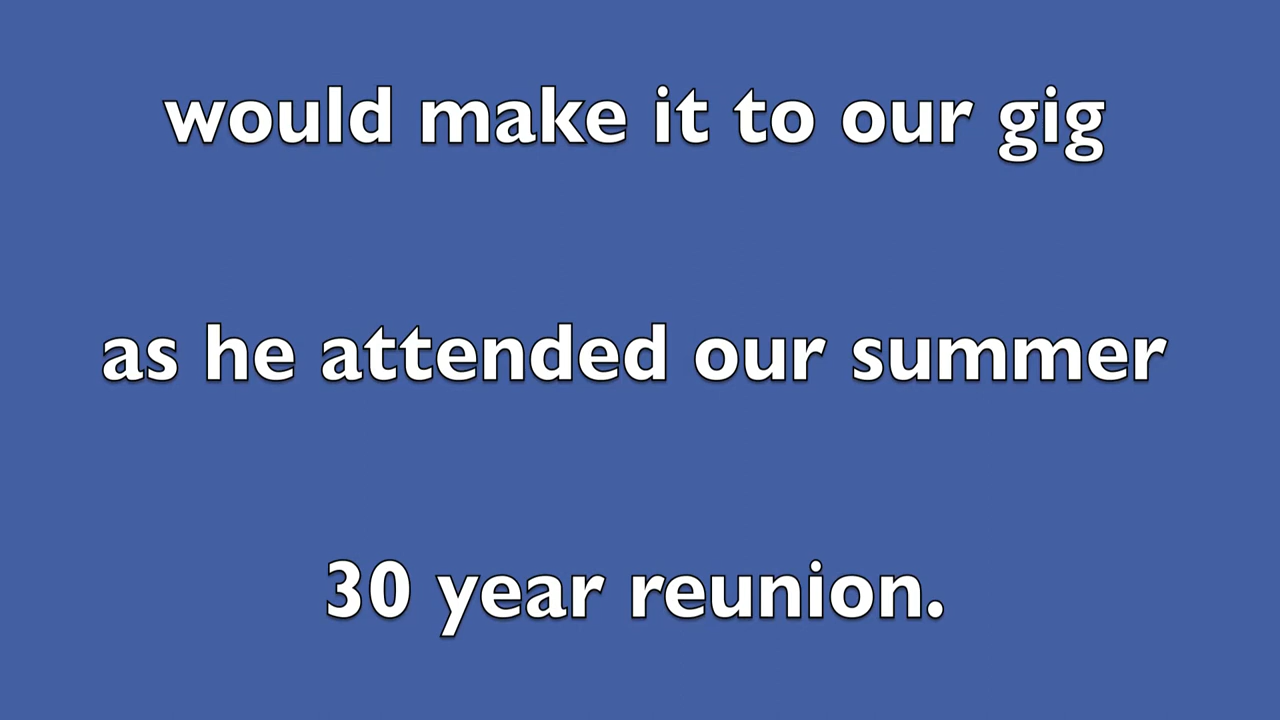 would make it to our gig
as he attended our summer
30 year reunion.